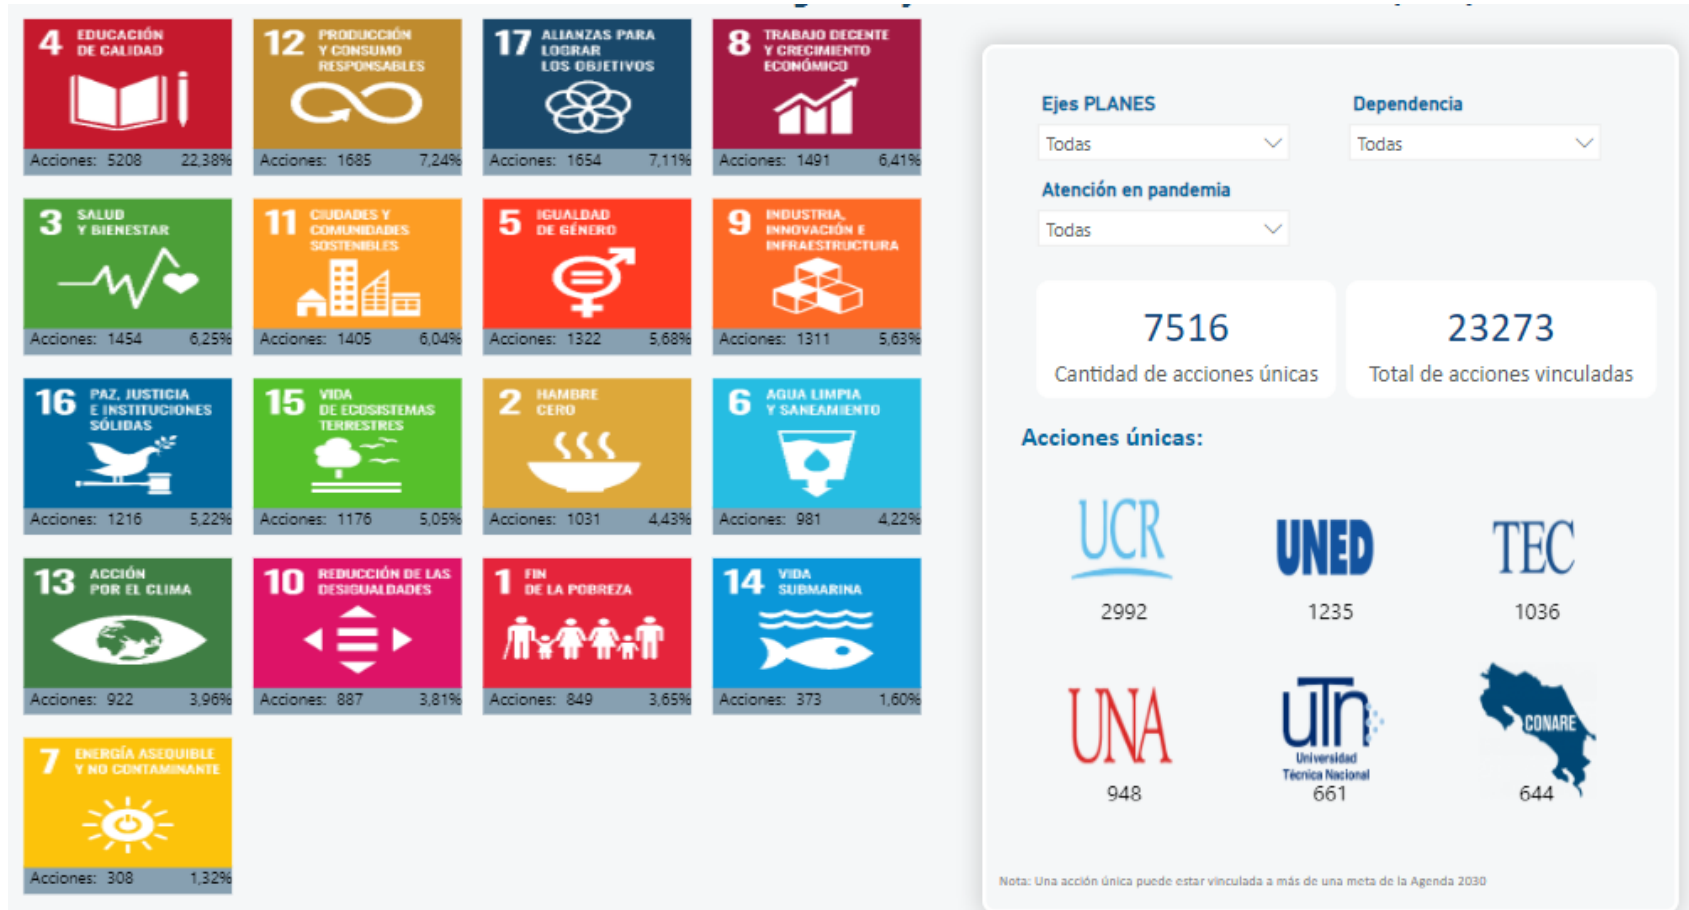 4 EDUCACIÓN
DE CALIDAD
Acciones: 5208 22,38%
12 PRODUCCIÓN
Y CONSUMO
RESPONSABLES
Acciones: 1685 7,24%
17 ALIANZAS PARA
LOGRAR
LOS OBJETIVOS
Acciones: 1654 7,11%
8 TRABAJO DECENTE
Y CRECIMIENTO
ECONÓMICO
Acciones: 1491 6,41%
3 SALUD
Y BIENESTAR
Acciones: 1454 6,25%
11 CIUDADES Y
COMUNIDADES
SOSTENIBLES
Acciones: 1405 6,04%
5 IGUALDAD
DE GÉNERO
Acciones: 1322 5,68%
9 INDUSTRIA,
INNOVACIÓN E
INFRAESTRUCTURA
Acciones: 1311 5,63%
16 PAZ, JUSTICIA
E INSTITUCIONES
SÓLIDAS
Acciones: 1216 5,22%
15 VIDA
DE ECOSISTEMAS
TERRESTRES
Acciones: 1176 5,05%
2 HAMBRE
CERO
Acciones: 1031 4,43%
6 AGUA LIMPIA
Y SANEAMIENTO
Acciones: 981 4,22%
13 ACCIÓN
POR EL CLIMA
Acciones: 922 3,96%
10 REDUCCIÓN DE LAS
DESIGUALDADES
Acciones: 887 3,81%
1 FIN
DE LA POBREZA
Acciones: 849 3,65%
14 VIDA
SUBMARINA
Acciones: 373 1,60%
7 ENERGÍA ASEQUIBLE
Y NO CONTAMINANTE
Acciones: 308 1,32%
Ejes PLANES
Todas
Dependencia
Todas
Atención en pandemia
Todas
7516
Cantidad de acciones únicas
23273
Total de acciones vinculadas
Acciones únicas:
UCR
2992
UNED
1235
TEC
1036
UNA
948
UTN
Universidad
Técnica Nacional
661
CONARE
644
Nota: Una acción única puede estar vinculada a más de una meta de la Agenda 2030